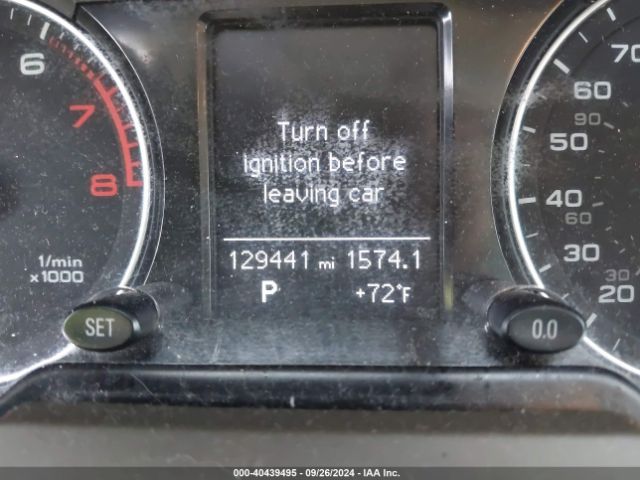 6
7
8
1/min
x1000
SET
Turn off
ignition before
leaving car
129441 mi 1574.1
P +72°F
70
60
90
50
40
60
30
30
20
0.0
000-40439495 - 09/26/2024 - IAA Inc.